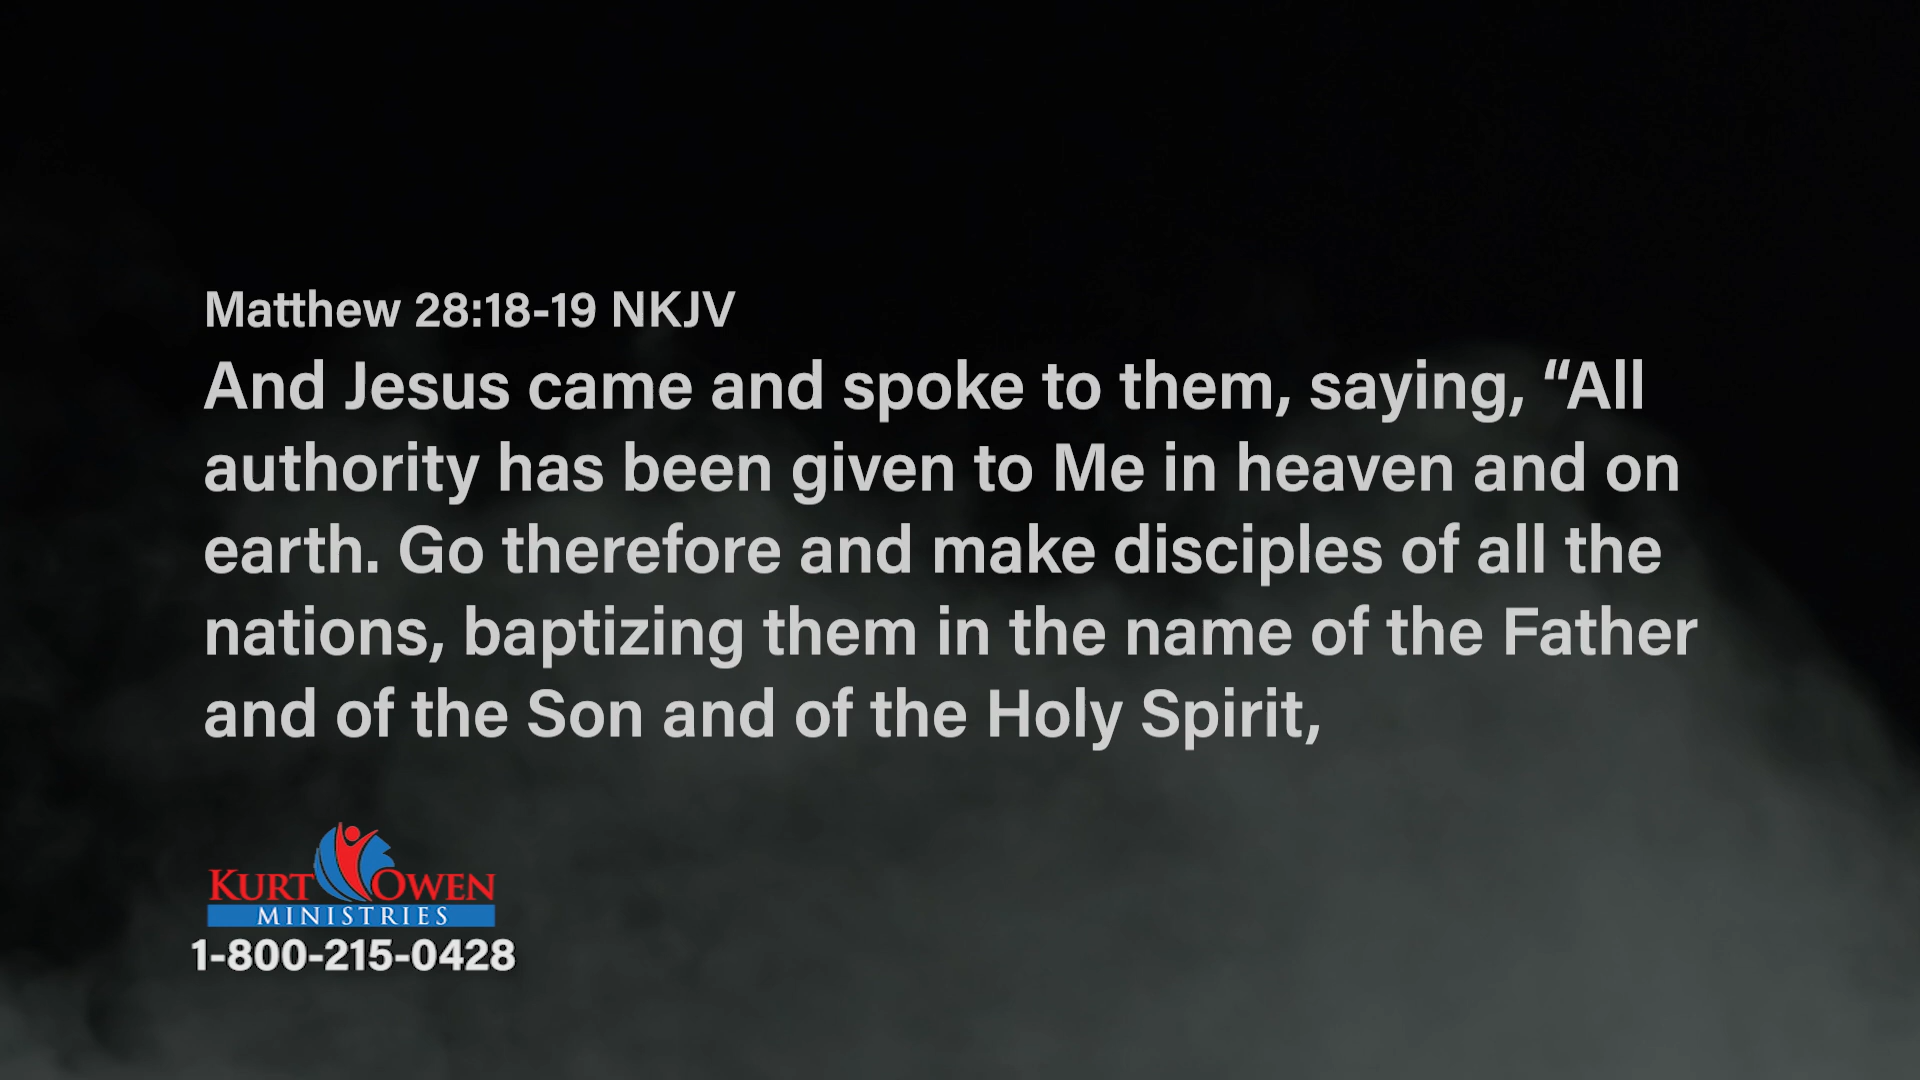 Matthew 28:18-19 NKJV
And Jesus came and spoke to them, saying, “All
authority has been given to Me in heaven and on
earth. Go therefore and make disciples of all the
nations, baptizing them in the name of the Father
and of the Son and of the Holy Spirit,
KURT OWEN
MINISTRIES
1-800-215-0428